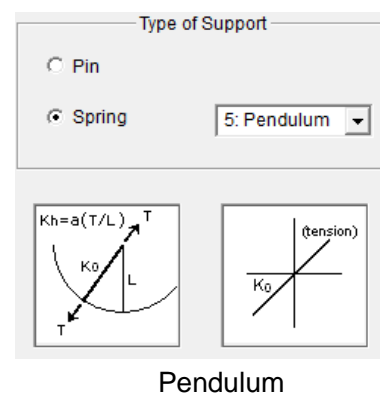 Type of Support
Pin
Spring
5: Pendulum
Kh=a(T/L)
T
K0
L
T
(tension)
K0
Pendulum